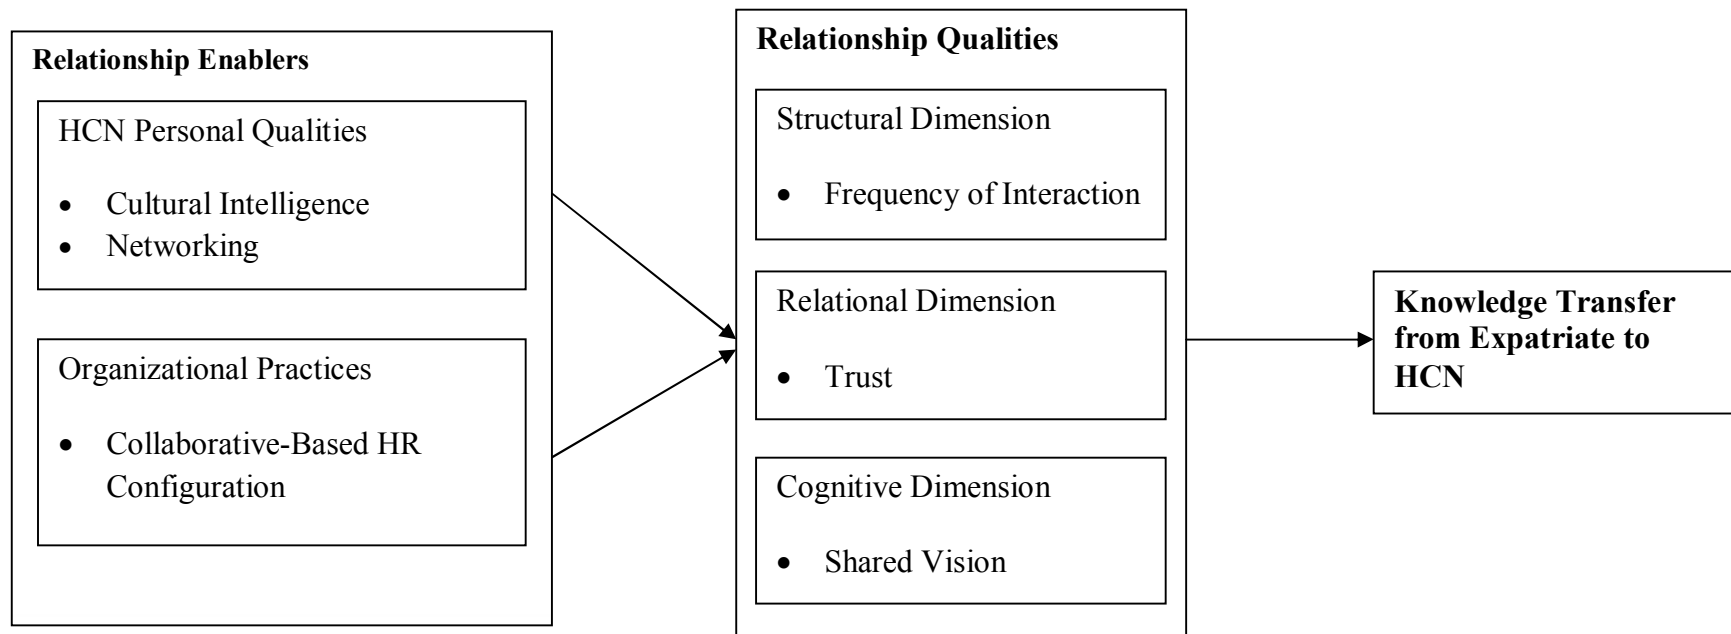 Relationship Enablers
HCN Personal Qualities
• Cultural Intelligence
• Networking
Organizational Practices
• Collaborative-Based HR
Configuration
Relationship Qualities
Structural Dimension
• Frequency of Interaction
Relational Dimension
• Trust
Cognitive Dimension
• Shared Vision
Knowledge Transfer
from Expatriate to
HCN